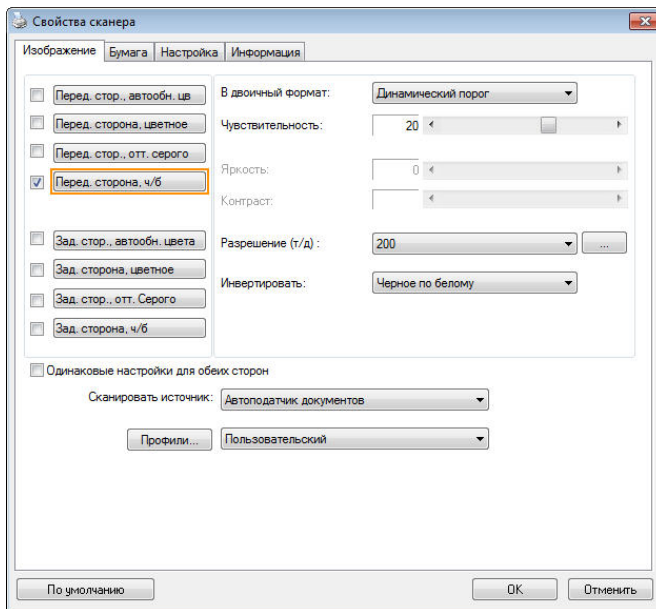 Свойства сканера
Изображение Бумага Настройка Информация
Перед. стор., автообн. цв В двоичный формат: Динамический порог
Перед. сторона, цветное Чувствительность: 20
Перед. стор., отт. серого
Яркость: 0
Перед. сторона, ч/б
Контраст:
Зад. стор., автообн. цвета Разрешение (т/д) : 200 ...
Зад. сторона, цветное
Инвертировать: Черное по белому
Зад. стор., отт. Серого
Зад. сторона, ч/б
Одинаковые настройки для обеих сторон
Сканировать источник: Автоподатчик документов
Профили... Пользовательский
По умолчанию OK Отменить